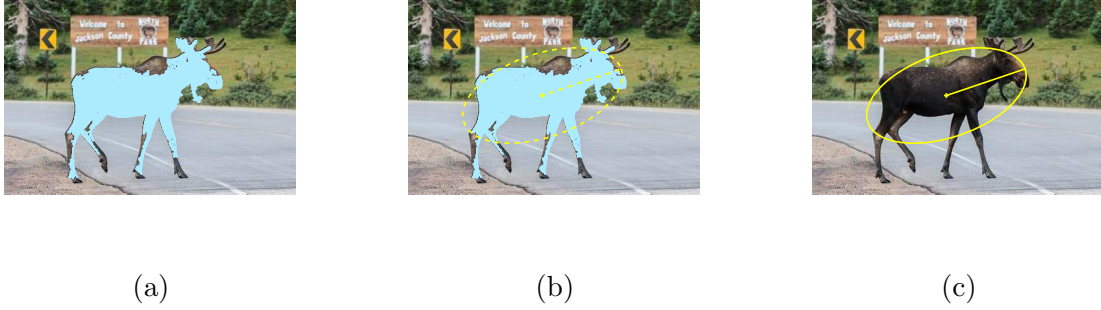 Welcome to
Jackson County
NORTH
PARK
Welcome to
Jackson County
NORTH
PARK
Welcome to
Jackson County
NORTH
PARK
(a)
(b)
(c)